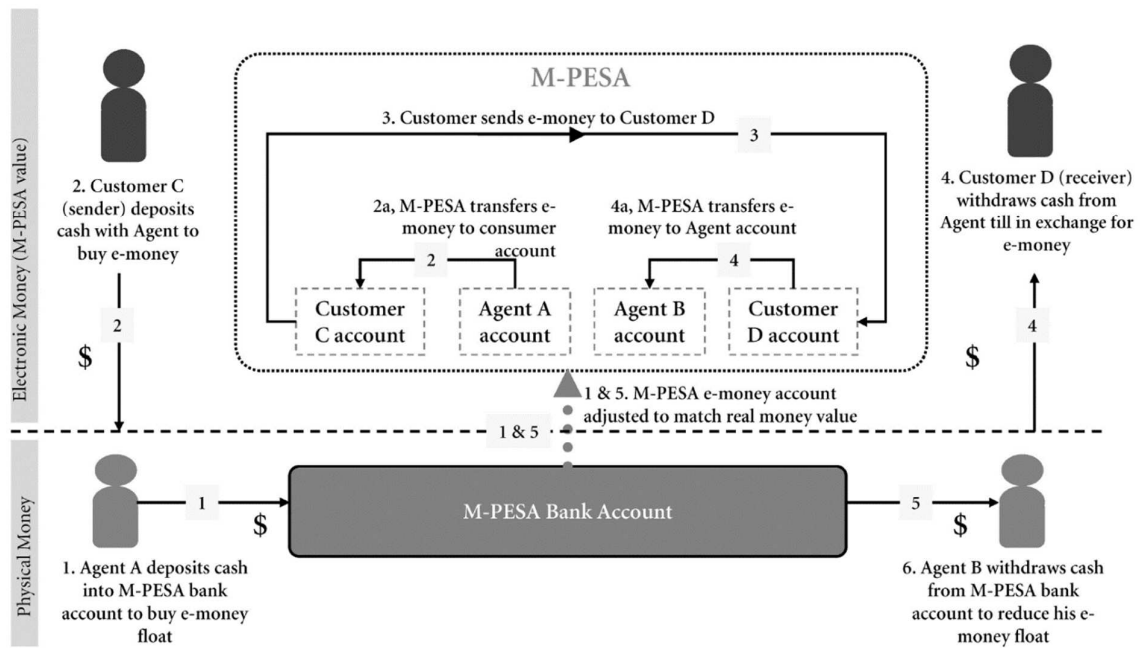 Electronic Money (M-PESA value)
M-PESA
3. Customer sends e-money to Customer D
3
2. Customer C
(sender) deposits
cash with Agent to
buy e-money
2a, M-PESA transfers e-
money to consumer
account
4a, M-PESA transfers e-
money to Agent account
4. Customer D (receiver)
withdraws cash from
Agent till in exchange for
e-money
2
4
Customer
C account
Agent A
account
Agent B
account
Customer
D account
2
$
4
$
1 & 5. M-PESA e-money account
adjusted to match real money value
1 & 5
Physical Money
1
$
M-PESA Bank Account
5
$
1. Agent A deposits cash
into M-PESA bank
account to buy e-money
float
6. Agent B withdraws cash
from M-PESA bank
account to reduce his e-
money float